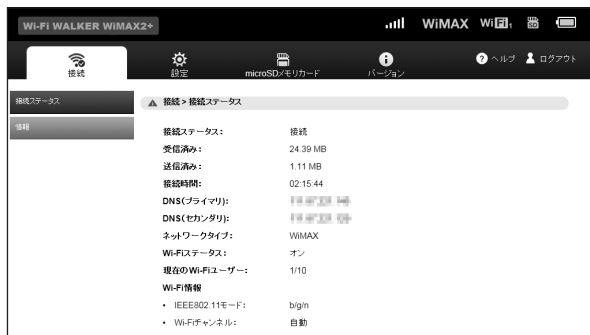 Wi-Fi WALKER WiMAX2+
WiMAX WiFi1 SD
接続 設定 microSDメモリカード バージョン ヘルプ ログアウト
接続ステータス
情報
接続 > 接続ステータス
接続ステータス： 接続
受信済み： 24.39 MB
送信済み： 1.11 MB
接続時間： 02:15:44
DNS(プライマリ):
DNS(セカンダリ):
ネットワークタイプ： WiMAX
Wi-Fiステータス： オン
現在のWi-Fiユーザー： 1/10
Wi-Fi情報
• IEEE802.11モード： b/g/n
• Wi-Fiチャンネル： 自動